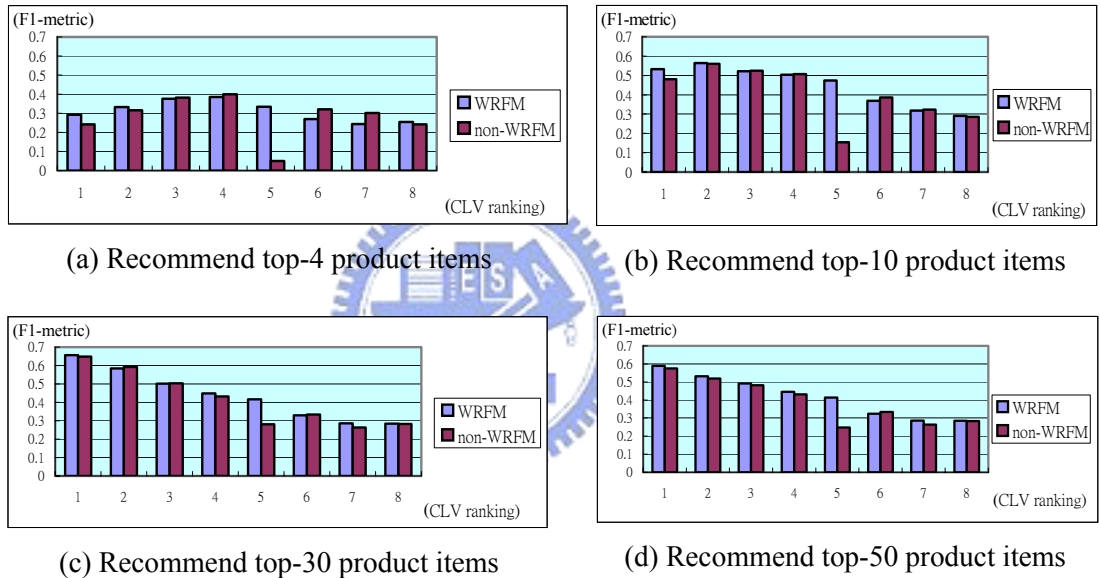 (F1-metric)
0.7
0.6
0.5
0.4
0.3
0.2
0.1
0
1 2 3 4 5 6 7 8
(CLV ranking)
WRFM
non-WRFM
(a) Recommend top-4 product items
(F1-metric)
0.7
0.6
0.5
0.4
0.3
0.2
0.1
0
1 2 3 4 5 6 7 8
(CLV ranking)
WRFM
non-WRFM
(b) Recommend top-10 product items
E S A
(F1-metric)
0.7
0.6
0.5
0.4
0.3
0.2
0.1
0
1 2 3 4 5 6 7 8
(CLV ranking)
WRFM
non-WRFM
(c) Recommend top-30 product items
(F1-metric)
0.7
0.6
0.5
0.4
0.3
0.2
0.1
0
1 2 3 4 5 6 7 8
(CLV ranking)
WRFM
non-WRFM
(d) Recommend top-50 product items